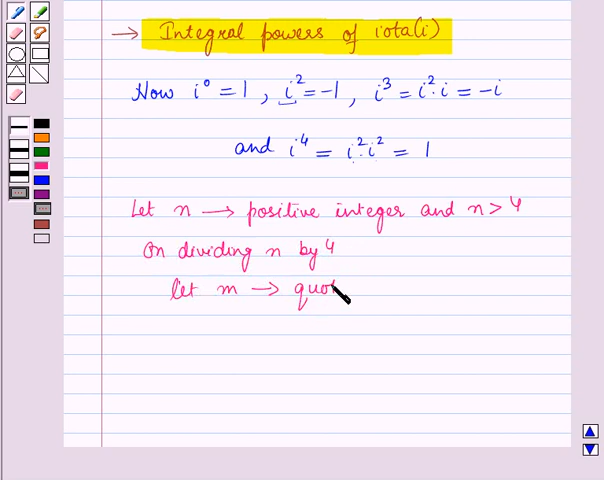 → Integral powers of iota(i)
Now i⁰ = 1 , i² = -1, i³ = i²·i = -i
and i⁴ = i²·i² = 1
Let n → positive integer and n > 4
On dividing n by 4
let m → quo